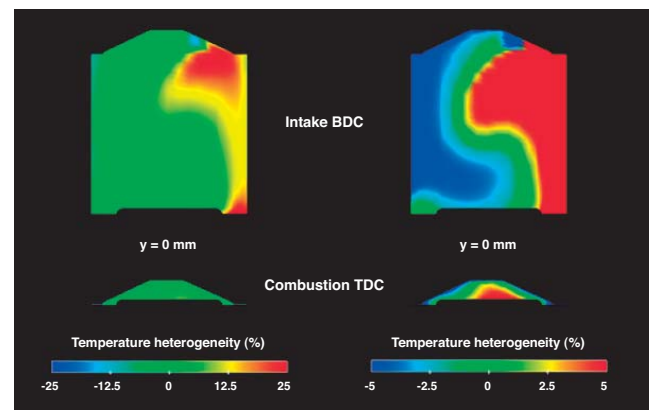 Intake BDC
y = 0 mm y = 0 mm
Combustion TDC
Temperature heterogeneity (%) Temperature heterogeneity (%)
-25 -12.5 0 12.5 25 -5 -2.5 0 2.5 5